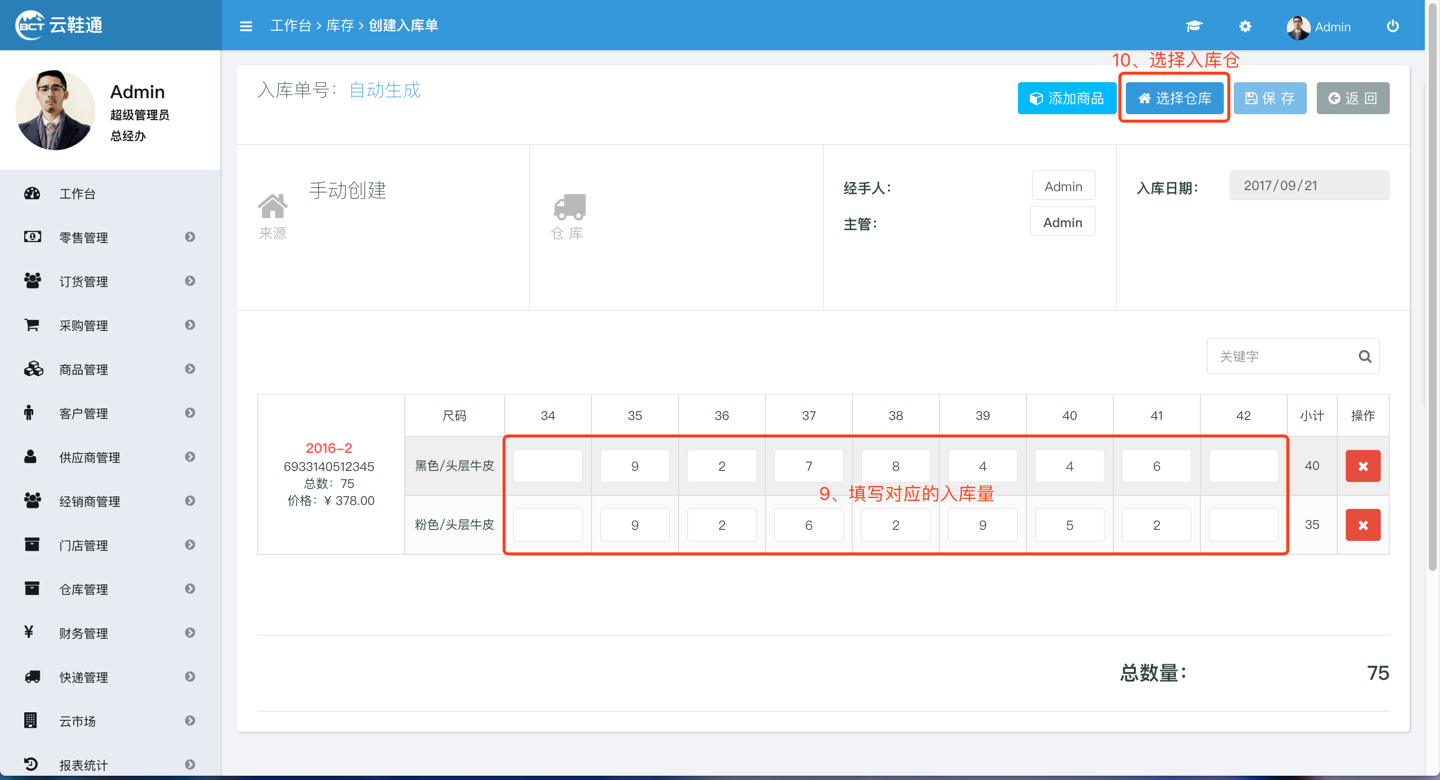 BCT 云鞋通
工作台 > 库存 > 创建入库单
Admin
Admin
超级管理员
总经办
工作台
零售管理
订货管理
采购管理
商品管理
客户管理
供应商管理
经销商管理
门店管理
仓库管理
财务管理
快递管理
云市场
报表统计
10、选择入库仓
入库单号：自动生成
添加商品 选择仓库 保 存 返 回
手动创建
来源
仓 库
经手人： Admin
主管： Admin
入库日期： 2017/09/21
关键字
尺码 34 35 36 37 38 39 40 41 42 小计 操作
2016-2
6933140512345
总数：75
价格：¥ 378.00
黑色/头层牛皮 9 2 7 8 4 4 6 40
9、填写对应的入库量
粉色/头层牛皮 9 2 6 2 9 5 2 35
总数量： 75